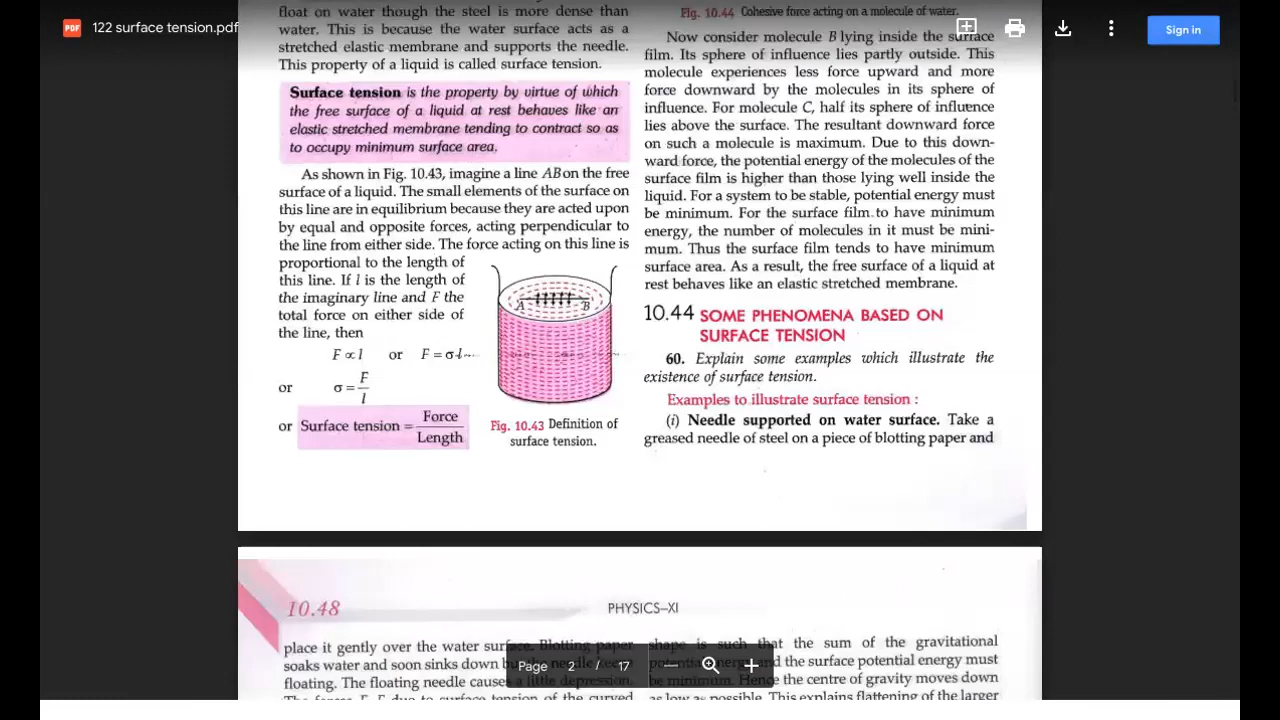 122 surface tension.pdf
Sign in
float on water though the steel is more dense than
water. This is because the water surface acts as a
stretched elastic membrane and supports the needle.
This property of a liquid is called surface tension.
Surface tension is the property by virtue of which
the free surface of a liquid at rest behaves like an
elastic stretched membrane tending to contract so as
to occupy minimum surface area.
As shown in Fig. 10.43, imagine a line AB on the free
surface of a liquid. The small elements of the surface on
this line are in equilibrium because they are acted upon
by equal and opposite forces, acting perpendicular to
the line from either side. The force acting on this line is
proportional to the length of
this line. If l is the length of
the imaginary line and F the
total force on either side of
the line, then
F ∝ l or F = σ l
or σ = F/l
or Surface tension = Force/Length
A B
Fig. 10.43 Definition of
surface tension.
Fig. 10.44 Cohesive force acting on a molecule of water.
Now consider molecule B lying inside the surface
film. Its sphere of influence lies partly outside. This
molecule experiences less force upward and more
force downward by the molecules in its sphere of
influence. For molecule C, half its sphere of influence
lies above the surface. The resultant downward force
on such a molecule is maximum. Due to this down-
ward force, the potential energy of the molecules of the
surface film is higher than those lying well inside the
liquid. For a system to be stable, potential energy must
be minimum. For the surface film to have minimum
energy, the number of molecules in it must be mini-
mum. Thus the surface film tends to have minimum
surface area. As a result, the free surface of a liquid at
rest behaves like an elastic stretched membrane.
10.44 SOME PHENOMENA BASED ON
SURFACE TENSION
60. Explain some examples which illustrate the
existence of surface tension.
Examples to illustrate surface tension :
(i) Needle supported on water surface. Take a
greased needle of steel on a piece of blotting paper and
10.48
PHYSICS–XI
place it gently over the water surface. Blotting paper
soaks water and soon sinks down but the needle keeps
floating. The floating needle causes a little depression.
surface tension of the curved
shape is such that the sum of the gravitational
potential energy and the surface potential energy must
be minimum. Hence the centre of gravity moves down
as low as possible. This explains flattening of the larger
Page 2 / 17